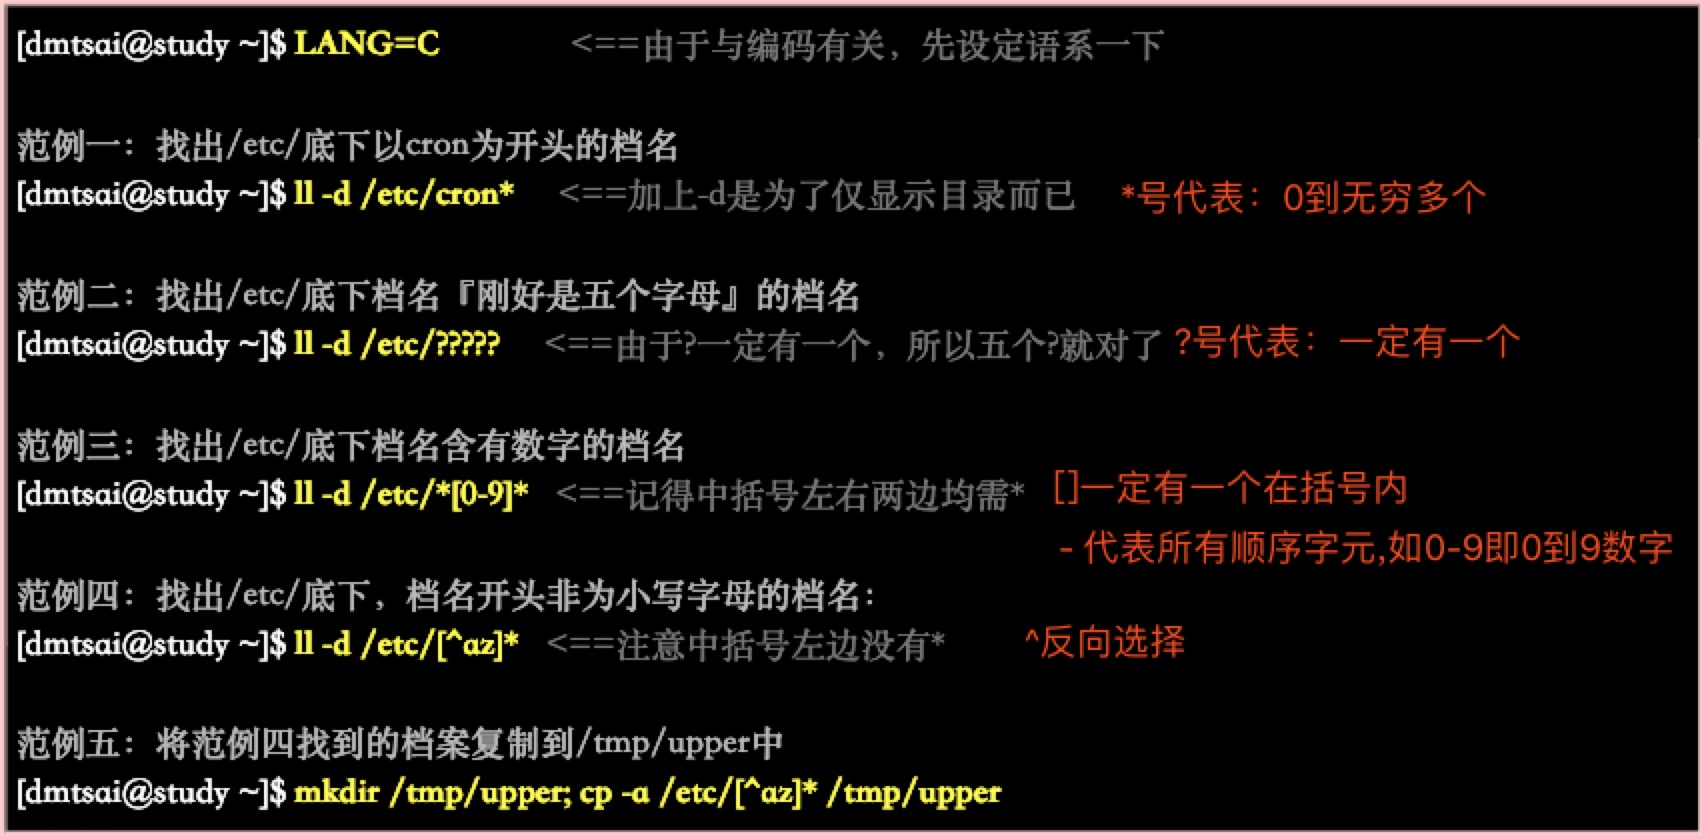 [dmtsai@study ~]$ LANG=C <==由于与编码有关，先设定语系一下
范例一：找出/etc/底下以cron为开头的档名
[dmtsai@study ~]$ ll -d /etc/cron* <==加上-d是为了仅显示目录而已 *号代表：0到无穷多个
范例二：找出/etc/底下档名『刚好是五个字母』的档名
[dmtsai@study ~]$ ll -d /etc/????? <==由于?一定有一个，所以五个?就对了 ?号代表：一定有一个
范例三：找出/etc/底下档名含有数字的档名
[dmtsai@study ~]$ ll -d /etc/*[0-9]* <==记得中括号左右两边均需* []一定有一个在括号内
- 代表所有顺序字元,如0-9即0到9数字
范例四：找出/etc/底下，档名开头非为小写字母的档名：
[dmtsai@study ~]$ ll -d /etc/[^az]* <==注意中括号左边没有* ^反向选择
范例五：将范例四找到的档案复制到/tmp/upper中
[dmtsai@study ~]$ mkdir /tmp/upper; cp -a /etc/[^az]* /tmp/upper